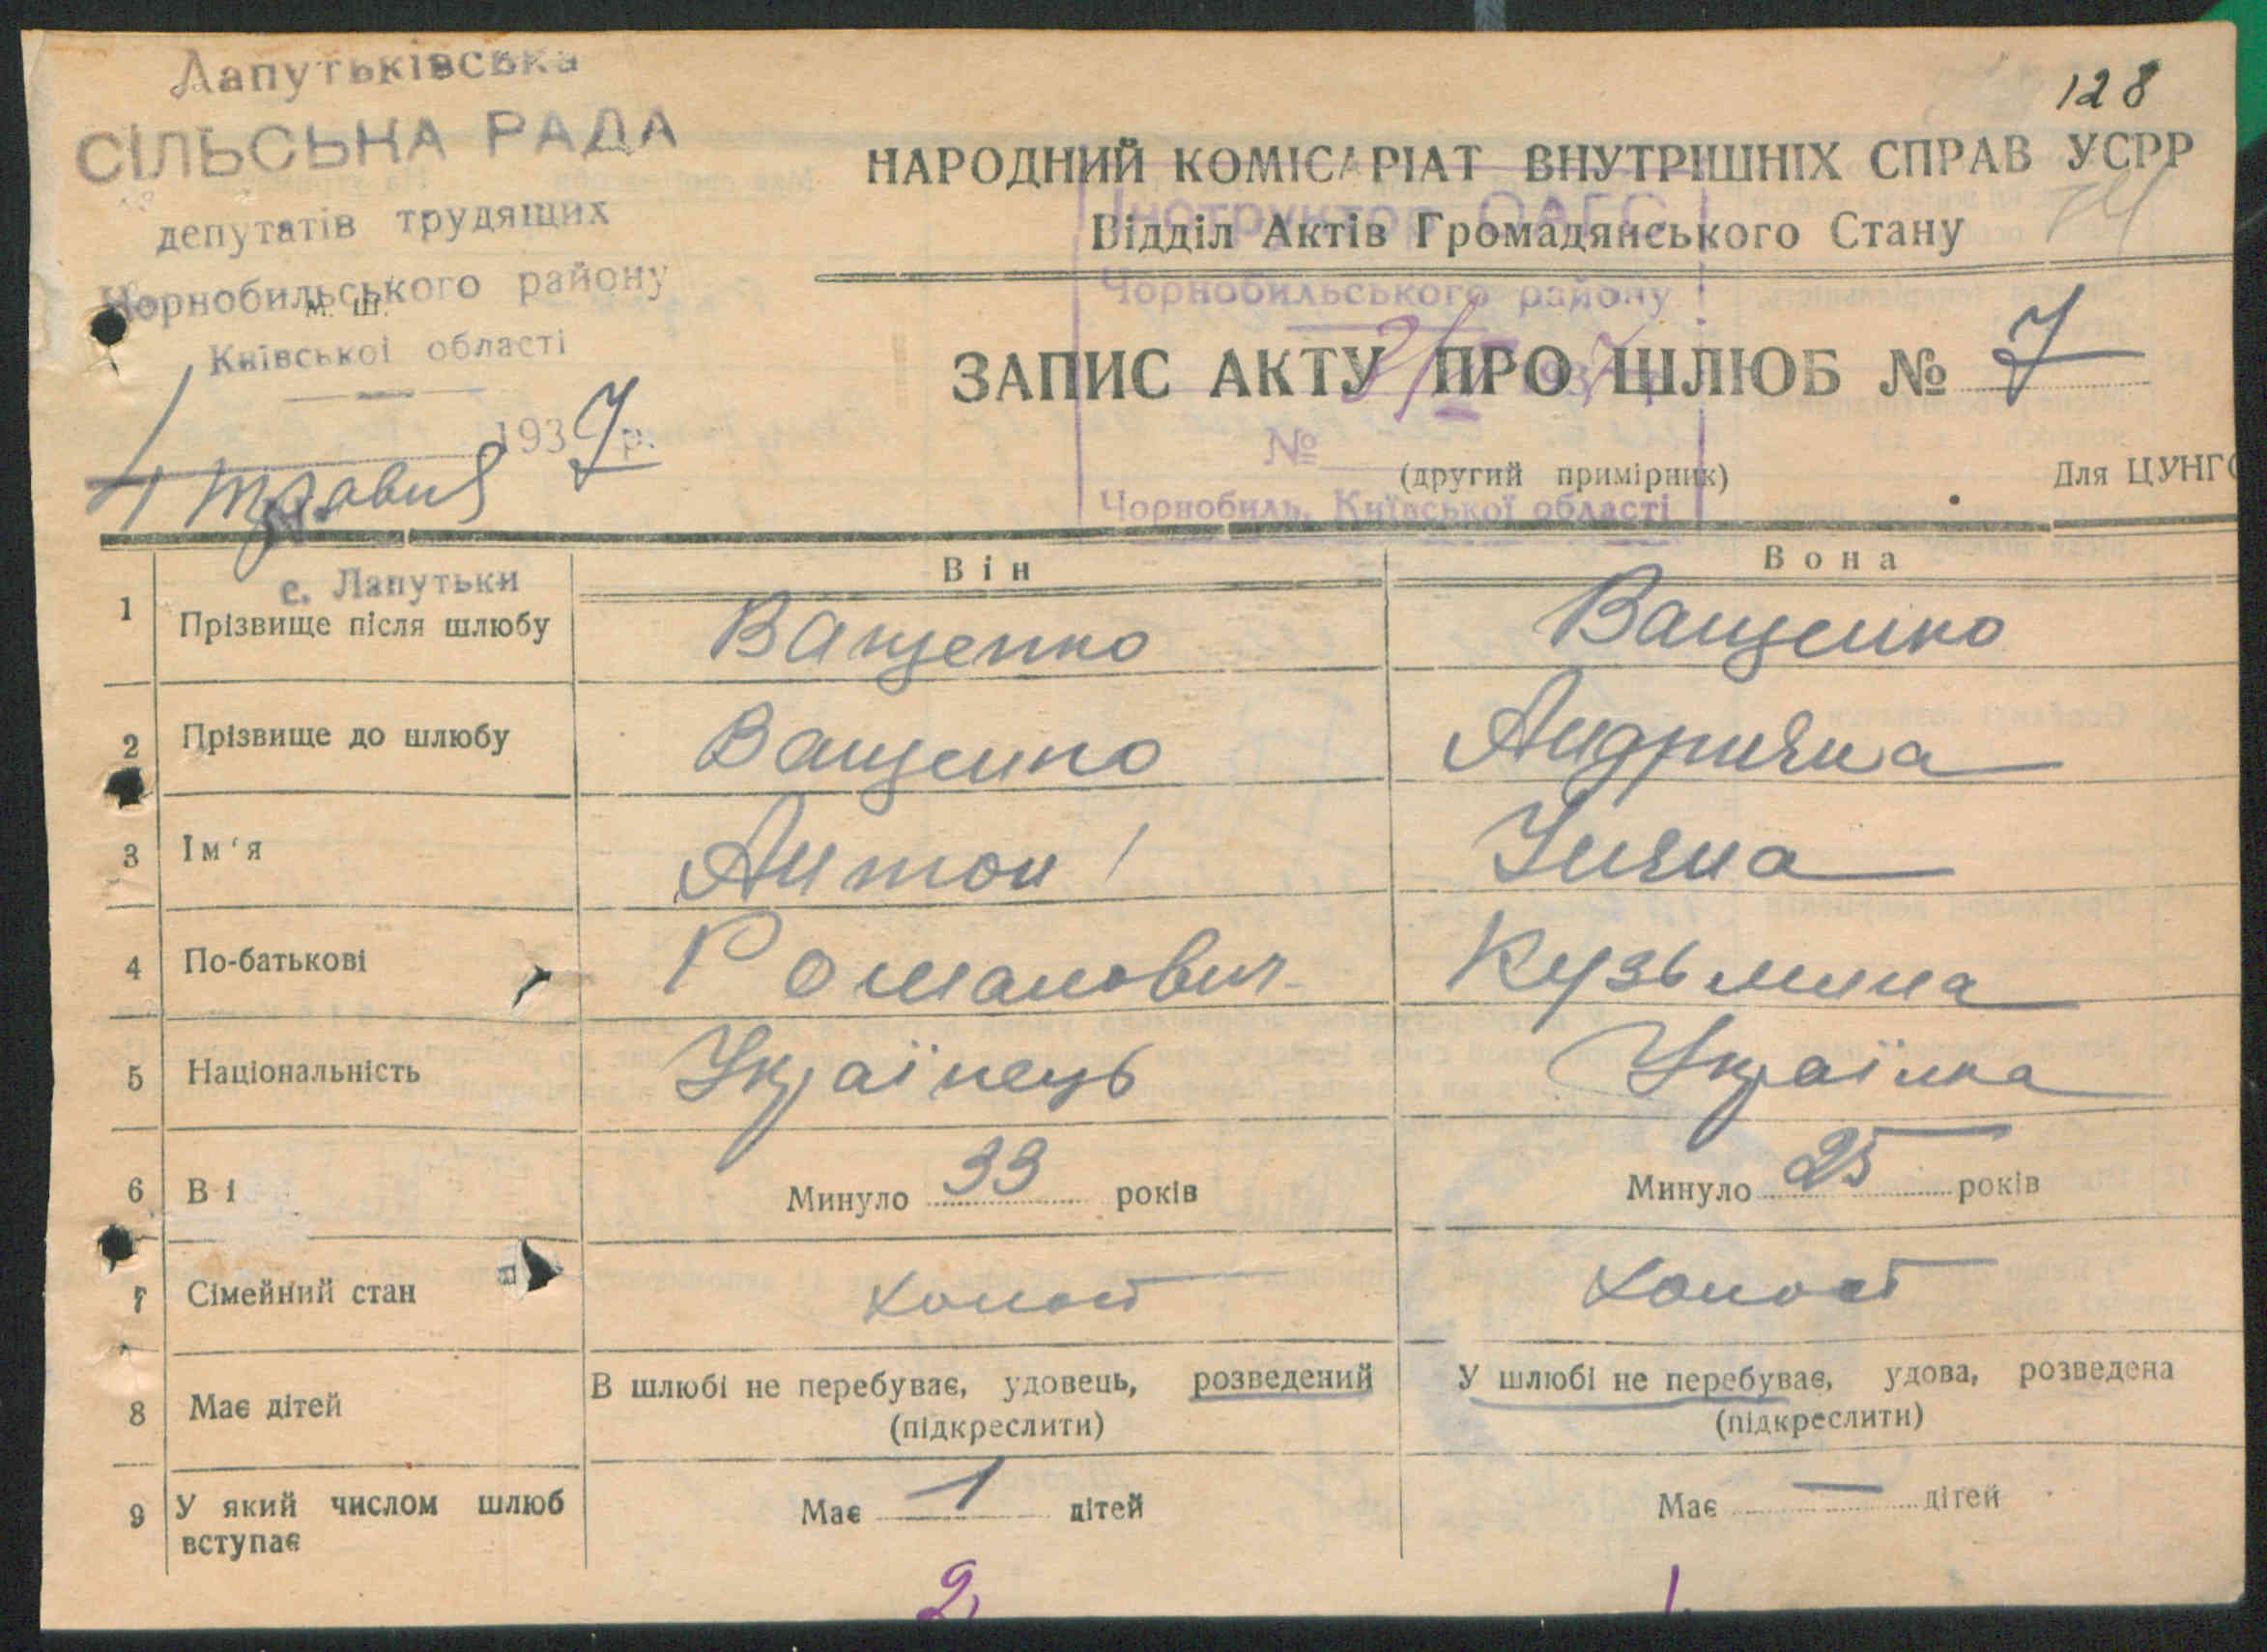 Лапутьківська
СІЛЬСЬКА РАДА
депутатів трудящих
Чорнобильського району
м. ш.
Київської області
1937 р.
4 травня
с. Лапутьки
128
НАРОДНИЙ КОМІСАРІАТ ВНУТРІШНІХ СПРАВ УСРР
Відділ Актів Громадянського Стану
Інструктор ОАГС
Чорнобильського району
ЗАПИС АКТУ ПРО ШЛЮБ № 7
1937
№
(другий примірник) Для ЦУНГО
Чорнобиль, Київської області
Він Вона
1 Прізвище після шлюбу Ващенко Ващенко
2 Прізвище до шлюбу Ващенко Андрияна
3 Ім'я Антон Уляна
4 По-батькові Романович Кузьмина
5 Національність Українець Українка
6 Ві Минуло 33 років Минуло 25 років
7 Сімейний стан холост холост
8 Має дітей В шлюбі не перебуває, удовець, розведений У шлюбі не перебуває, удова, розведена
(підкреслити) (підкреслити)
9 У який числом шлюб вступає Має 1 дітей Має — дітей
2 1